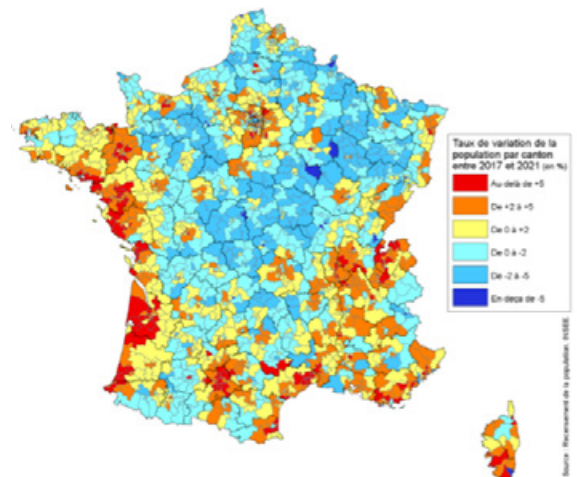 Taux de variation de la
population par canton
entre 2017 et 2021 (en %)
Au delà de +5
De +2 à +5
De 0 à +2
De 0 à -2
De -2 à -5
En deça de -5
Source : Recensement de la population, INSEE